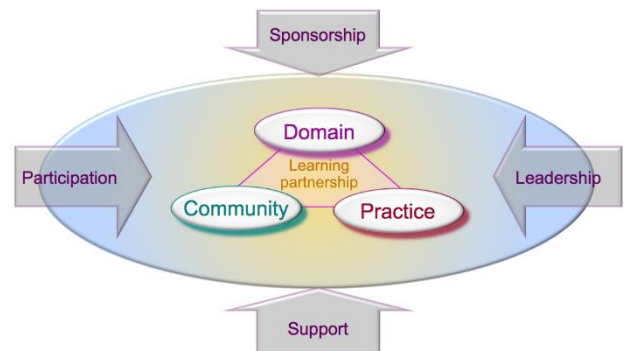 Sponsorship
Domain
Learning
partnership
Participation
Leadership
Community
Practice
Support